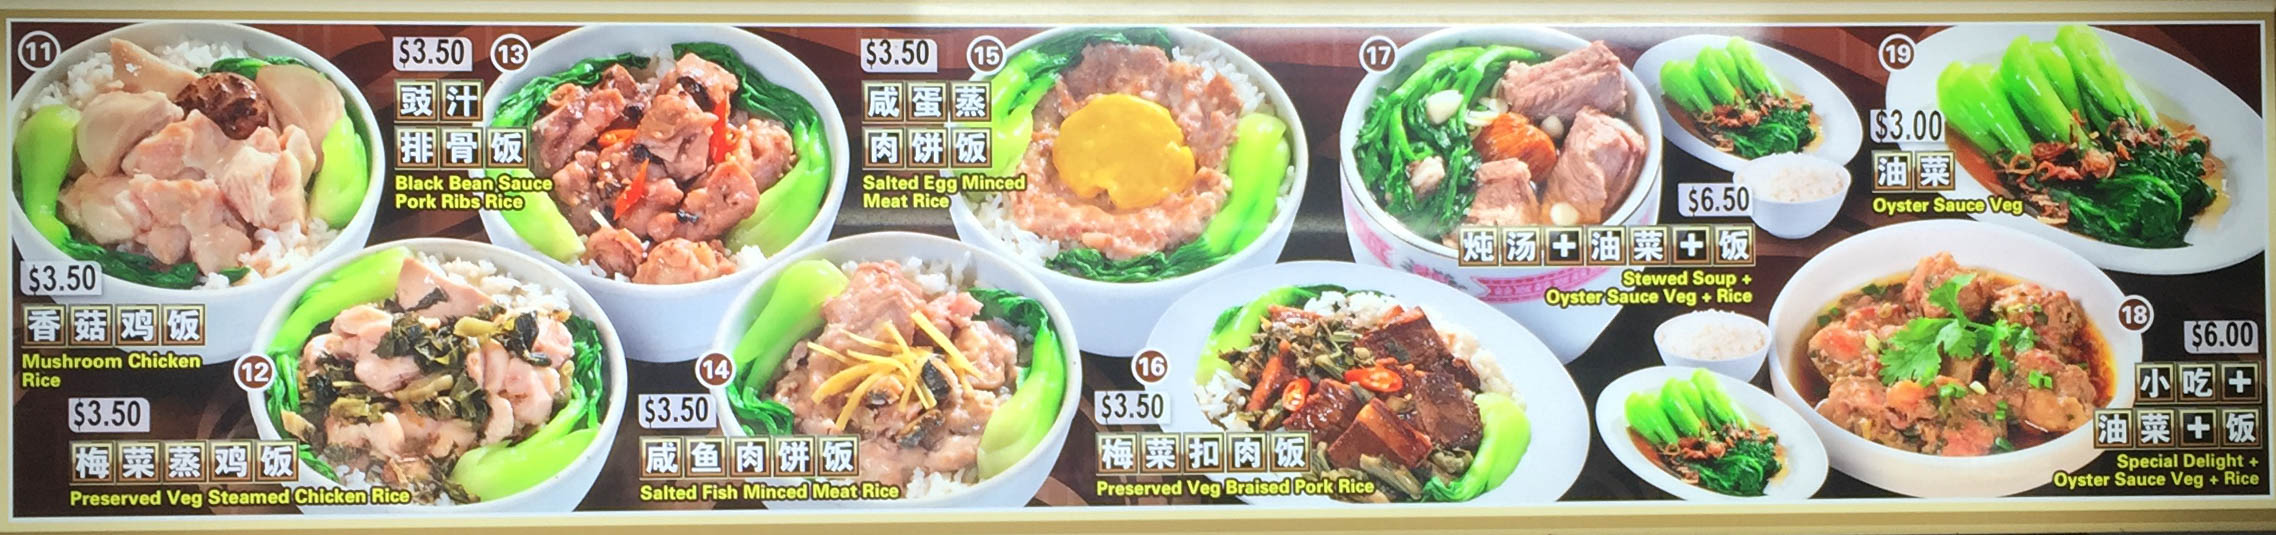 11
$3.50
香菇鸡饭
Mushroom Chicken
Rice
12
$3.50
梅菜蒸鸡饭
Preserved Veg Steamed Chicken Rice
$3.50
13
豉汁
排骨饭
Black Bean Sauce
Pork Ribs Rice
14
$3.50
咸鱼肉饼饭
Salted Fish Minced Meat Rice
$3.50
15
咸蛋蒸
肉饼饭
Salted Egg Minced
Meat Rice
16
$3.50
梅菜扣肉饭
Preserved Veg Braised Pork Rice
17
$6.50
炖汤+油菜+饭
Stewed Soup +
Oyster Sauce Veg + Rice
18
$6.00
小吃+
油菜+饭
Special Delight +
Oyster Sauce Veg + Rice
19
$3.00
油菜
Oyster Sauce Veg